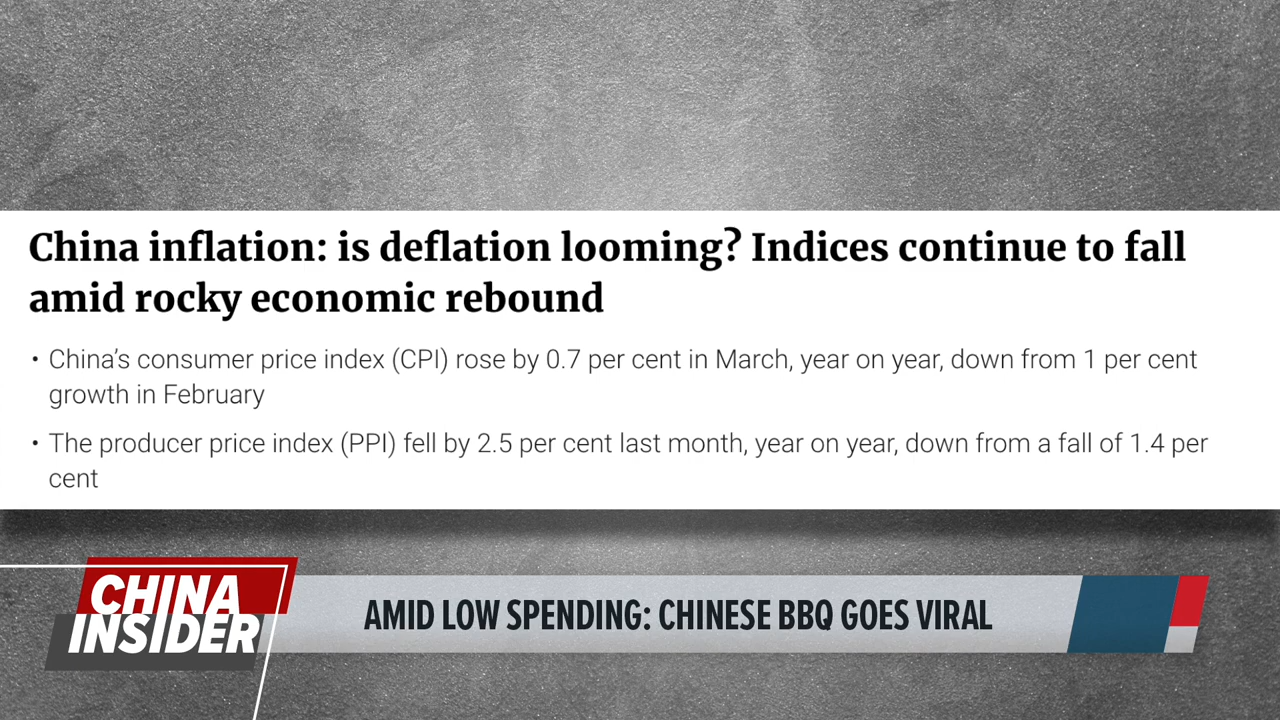 China inflation: is deflation looming? Indices continue to fall
amid rocky economic rebound
• China’s consumer price index (CPI) rose by 0.7 per cent in March, year on year, down from 1 per cent
growth in February
• The producer price index (PPI) fell by 2.5 per cent last month, year on year, down from a fall of 1.4 per
cent
CHINA
INSIDER
AMID LOW SPENDING: CHINESE BBQ GOES VIRAL